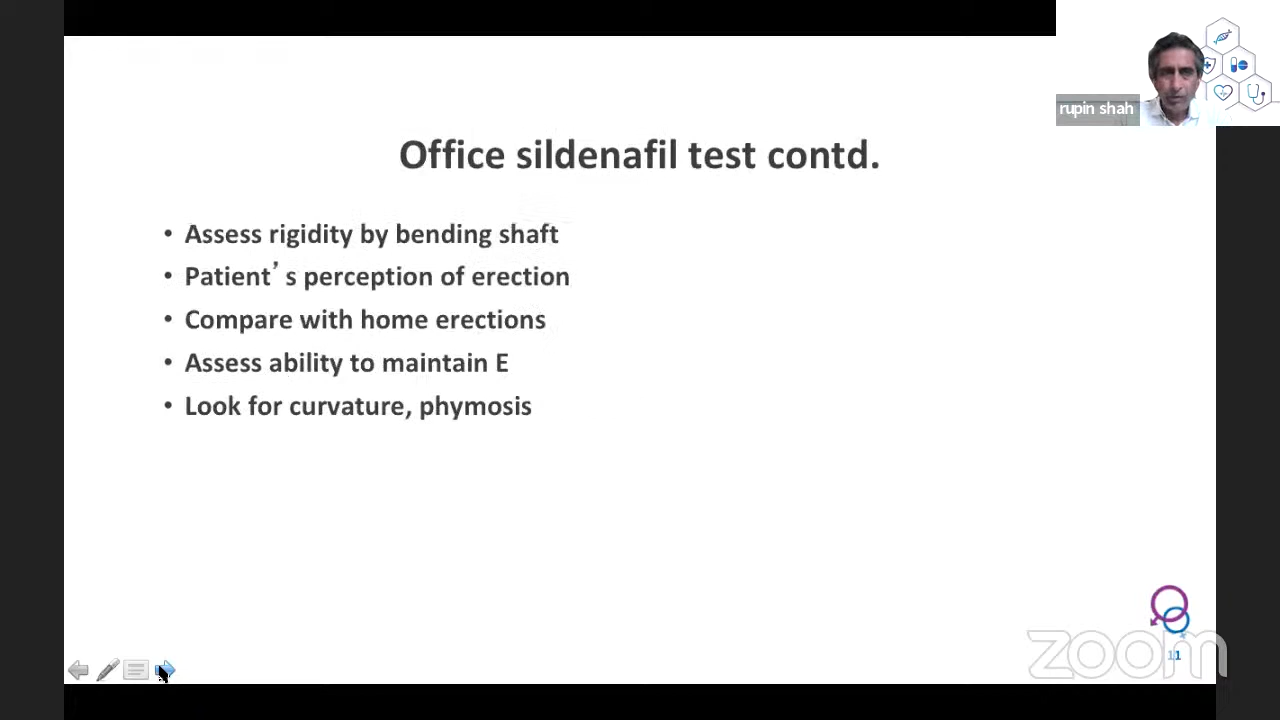 rupin shah
Office sildenafil test contd.
• Assess rigidity by bending shaft
• Patient’s perception of erection
• Compare with home erections
• Assess ability to maintain E
• Look for curvature, phymosis
zoom
11